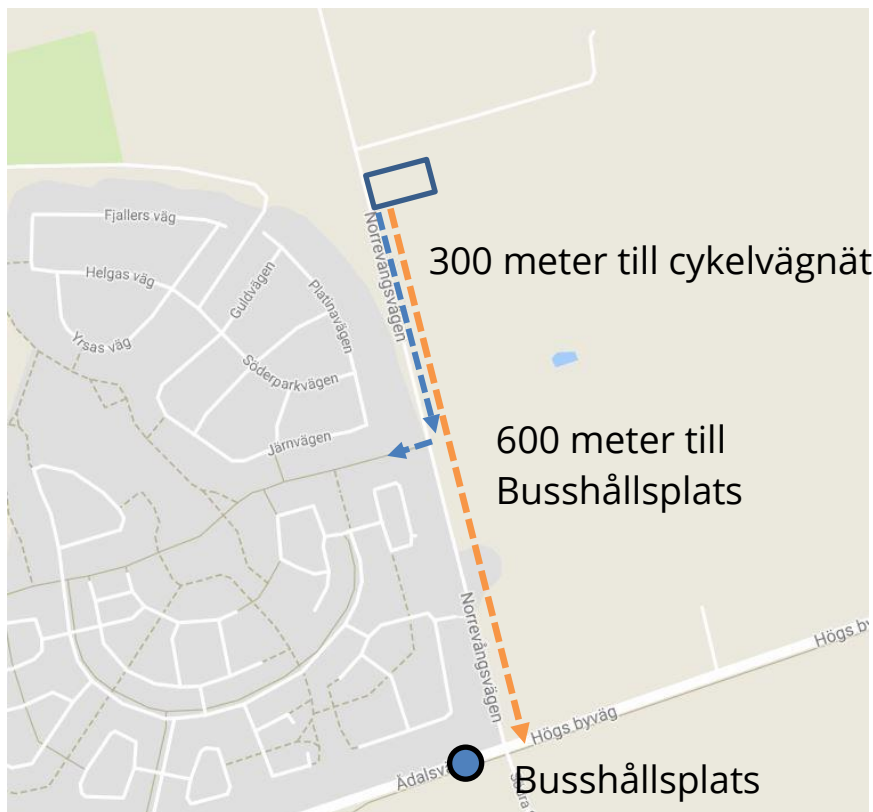 Fjallers väg
Helgas väg
Yrsas väg
Guldvägen
Platinavägen
Norrevångsvägen
300 meter till cykelvägnät
Söderparkvägen
Järnvägen
600 meter till
Busshållsplats
Norrevångsvägen
Högs
Högs byväg
Busshållsplats